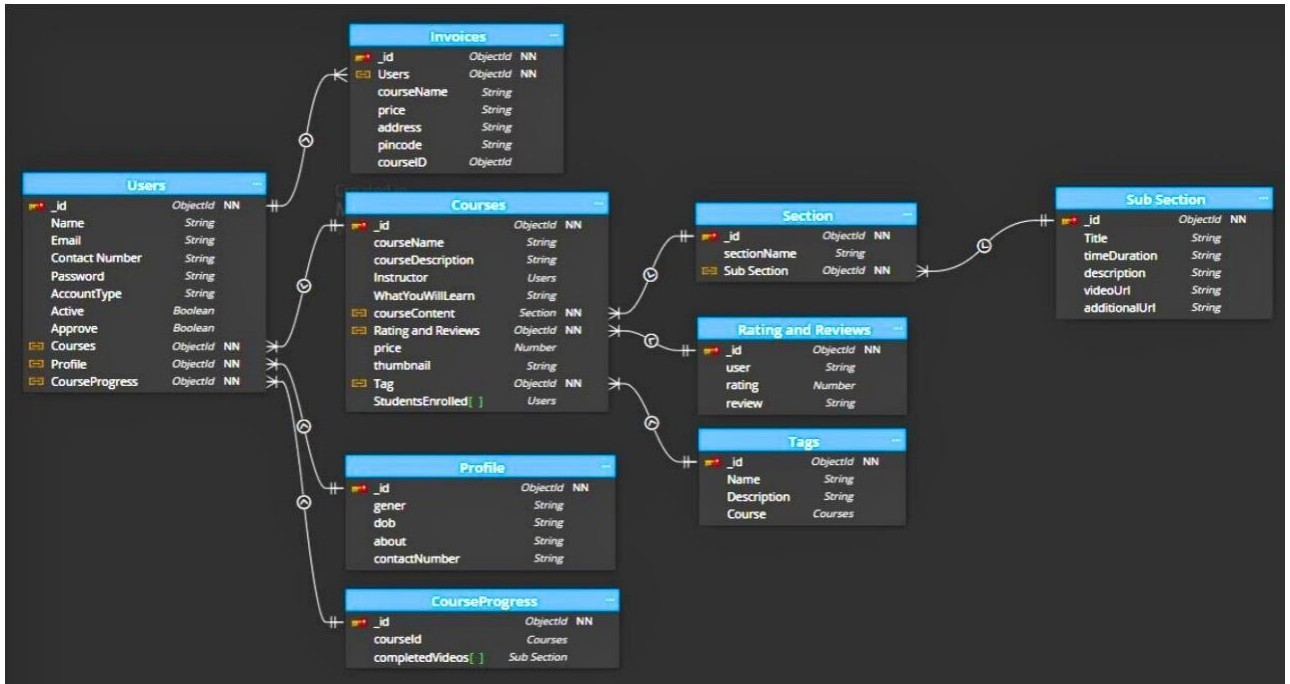 Invoices
_id ObjectId NN
Users ObjectId NN
courseName String
price String
address String
pincode String
courseID ObjectId
Users
_id ObjectId NN
Name String
Email String
Contact Number String
Password String
AccountType String
Active Boolean
Approve Boolean
Courses ObjectId NN
Profile ObjectId NN
CourseProgress ObjectId NN
Courses
_id ObjectId NN
courseName String
courseDescription String
Instructor Users
WhatYouWillLearn String
courseContent Section NN
Rating and Reviews ObjectId NN
price Number
thumbnail String
Tag ObjectId NN
StudentsEnrolled[ ] Users
Section
_id ObjectId NN
sectionName String
Sub Section ObjectId NN
Sub Section
_id ObjectId NN
Title String
timeDuration String
description String
videoUrl String
additionalUrl String
Rating and Reviews
_id ObjectId NN
user String
rating Number
review String
Tags
_id ObjectId NN
Name String
Description String
Course Courses
Profile
_id ObjectId NN
gener String
dob String
about String
contactNumber String
CourseProgress
_id ObjectId NN
courseId Courses
completedVideos[ ] Sub Section